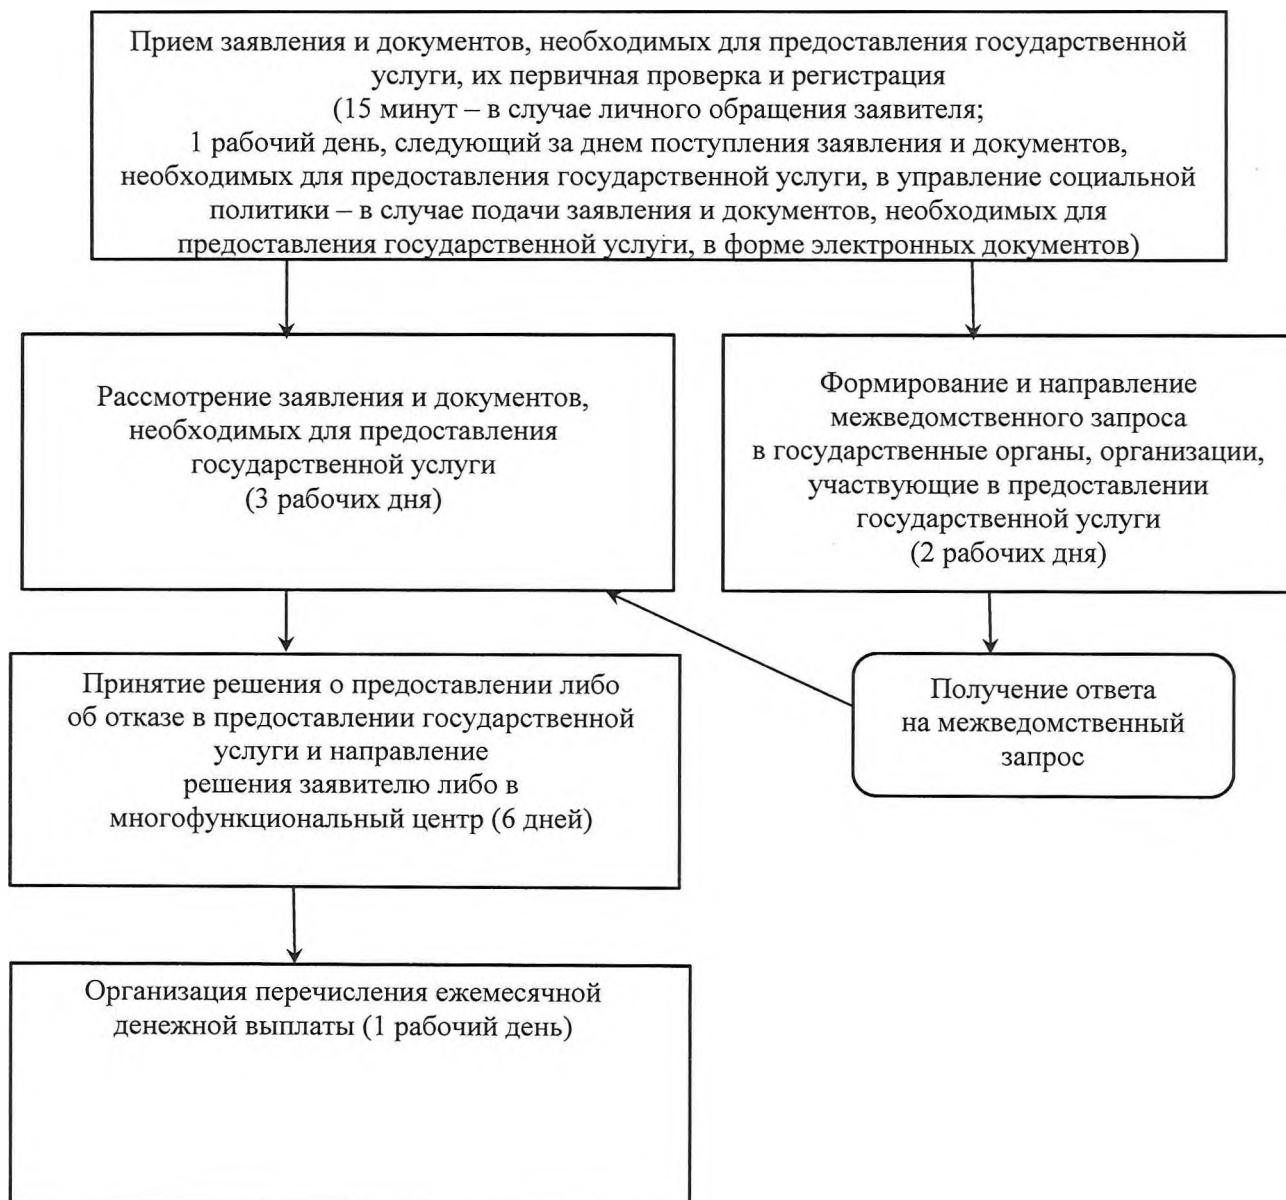 Прием заявления и документов, необходимых для предоставления государственной
услуги, их первичная проверка и регистрация
(15 минут – в случае личного обращения заявителя;
1 рабочий день, следующий за днем поступления заявления и документов,
необходимых для предоставления государственной услуги, в управление социальной
политики – в случае подачи заявления и документов, необходимых для
предоставления государственной услуги, в форме электронных документов)
Рассмотрение заявления и документов,
необходимых для предоставления
государственной услуги
(3 рабочих дня)
Формирование и направление
межведомственного запроса
в государственные органы, организации,
участвующие в предоставлении
государственной услуги
(2 рабочих дня)
Принятие решения о предоставлении либо
об отказе в предоставлении государственной
услуги и направление
решения заявителю либо в
многофункциональный центр (6 дней)
Получение ответа
на межведомственный
запрос
Организация перечисления ежемесячной
денежной выплаты (1 рабочий день)